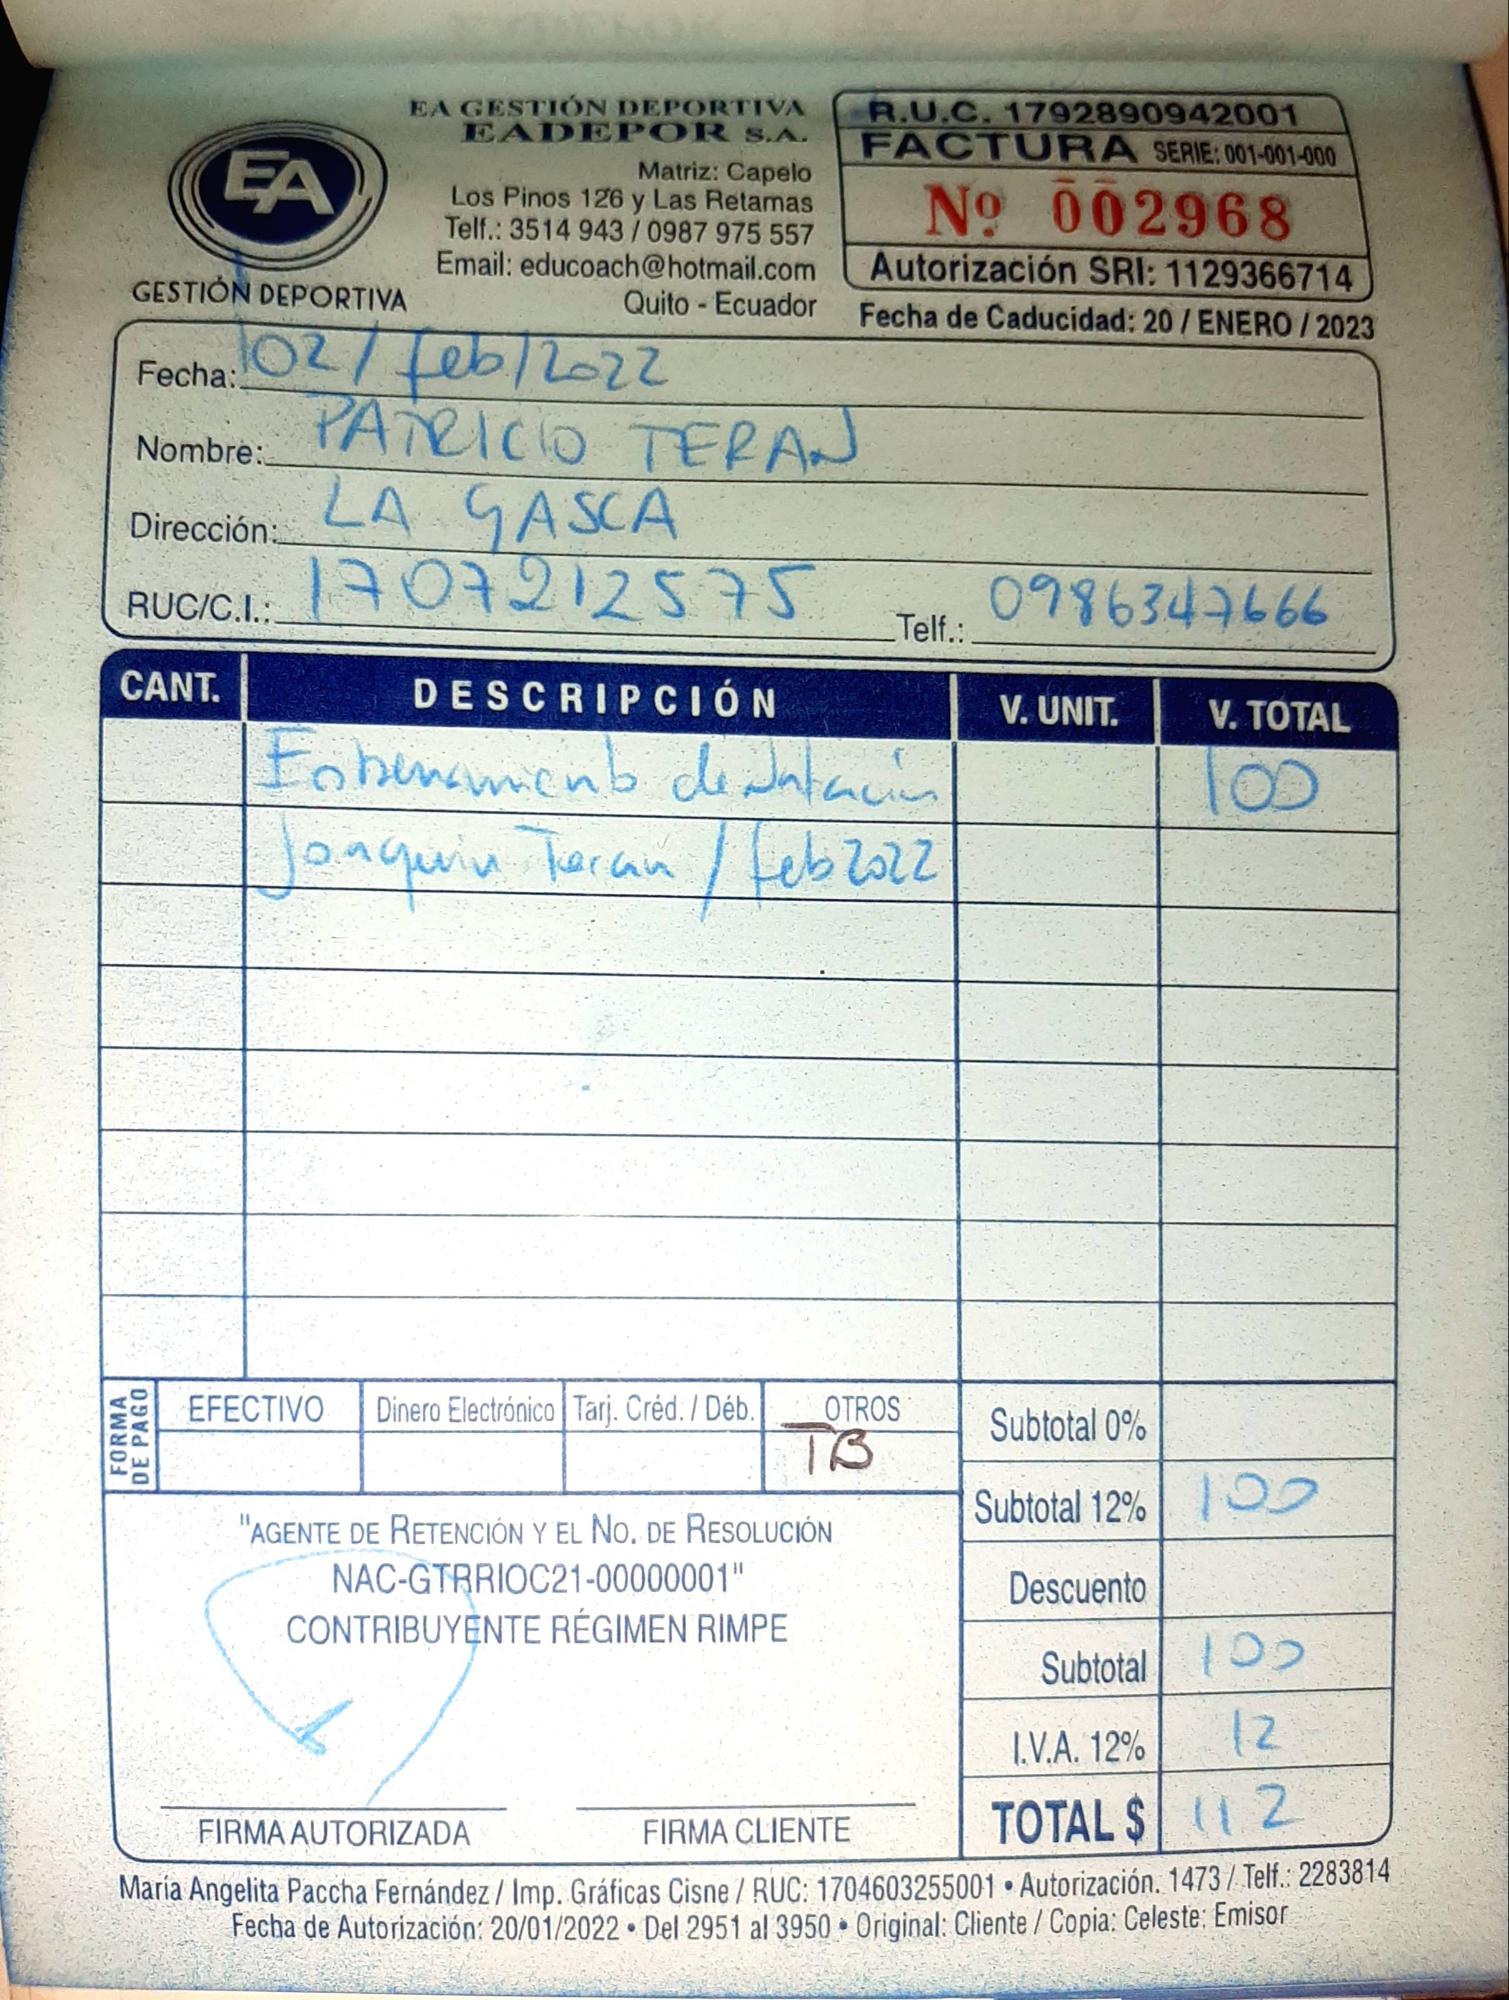 EA GESTIÓN DEPORTIVA
EADEPOR S.A.
Matriz: Capelo
Los Pinos 126 y Las Retamas
Telf.: 3514 943 / 0987 975 557
Email: educoach@hotmail.com
Quito - Ecuador
EA
GESTIÓN DEPORTIVA
R.U.C. 1792890942001
FACTURA SERIE: 001-001-000
Nº 002968
Autorización SRI: 1129366714
Fecha de Caducidad: 20 / ENERO / 2023
Fecha: 02/feb/2022
Nombre: PATRICIO TERAN
Dirección: LA GASCA
RUC/C.I.: 1707212575 Telf.: 0986347666
CANT. DESCRIPCIÓN V. UNIT. V. TOTAL
Entrenamiento de Natación 100
Joaquin Teran / feb 2022
FORMA DE PAGO
EFECTIVO Dinero Electrónico Tarj. Créd. / Déb. OTROS
TB
Subtotal 0%
Subtotal 12% 100
Descuento
Subtotal 100
I.V.A. 12% 12
TOTAL $ 112
"AGENTE DE RETENCIÓN Y EL NO. DE RESOLUCIÓN
NAC-GTRRIOC21-00000001"
CONTRIBUYENTE RÉGIMEN RIMPE
FIRMA AUTORIZADA FIRMA CLIENTE
María Angelita Paccha Fernández / Imp. Gráficas Cisne / RUC: 1704603255001 • Autorización. 1473 / Telf.: 2283814
Fecha de Autorización: 20/01/2022 • Del 2951 al 3950 • Original: Cliente / Copia: Celeste: Emisor